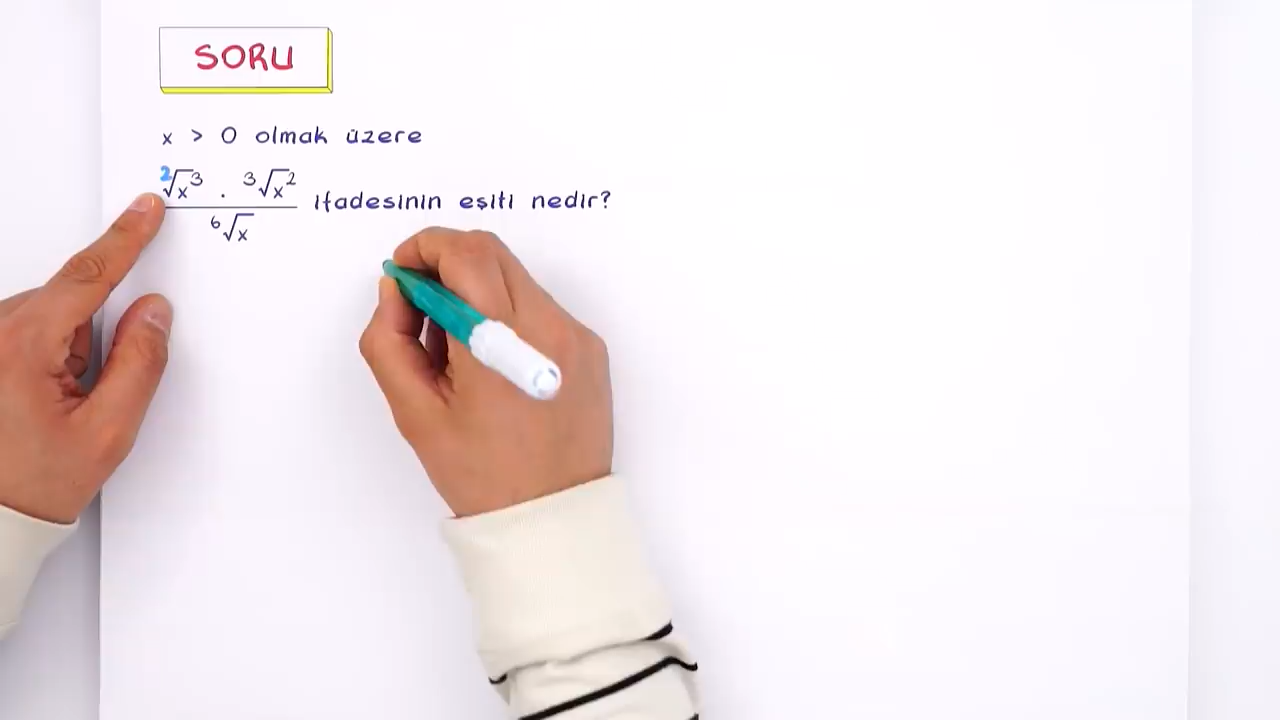 SORU
x > 0 olmak üzere
²√x³ . ³√x² / ⁶√x ifadesinin eşiti nedir?